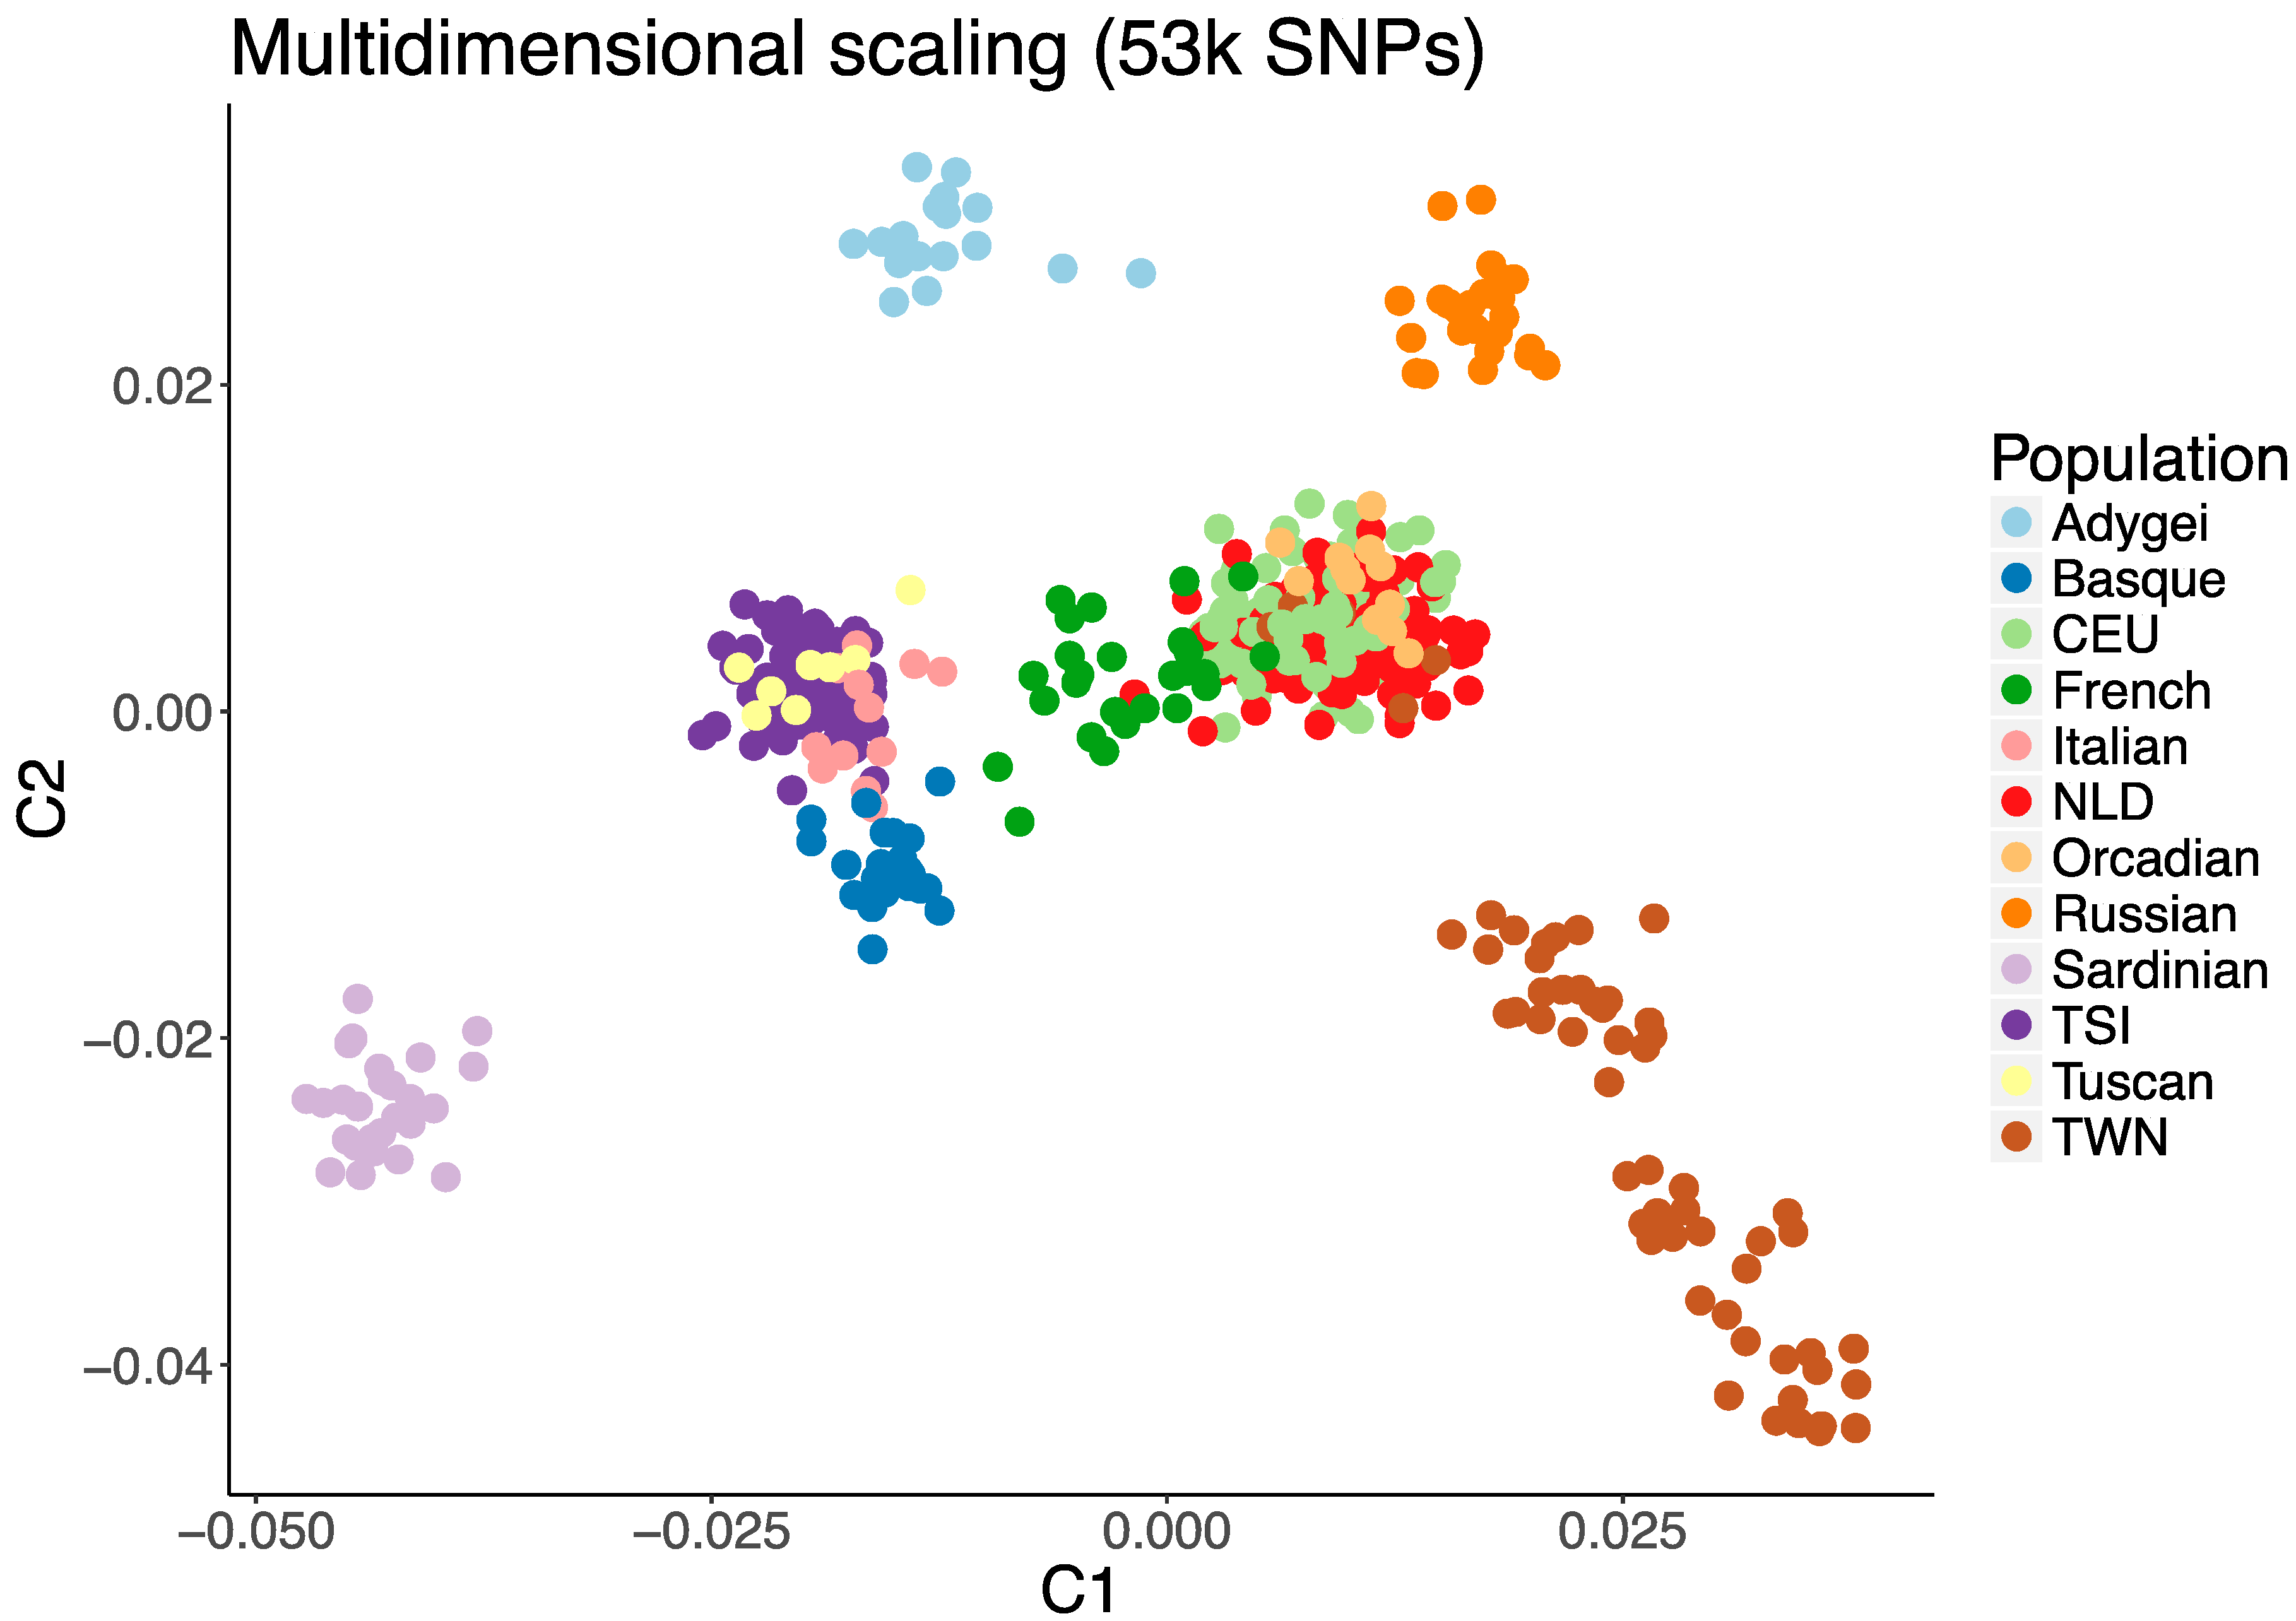 Multidimensional scaling (53k SNPs)
0.02
0.00
−0.02
−0.04
C2
−0.050
−0.025
0.000
0.025
C1
Population
Adygei
Basque
CEU
French
Italian
NLD
Orcadian
Russian
Sardinian
TSI
Tuscan
TWN